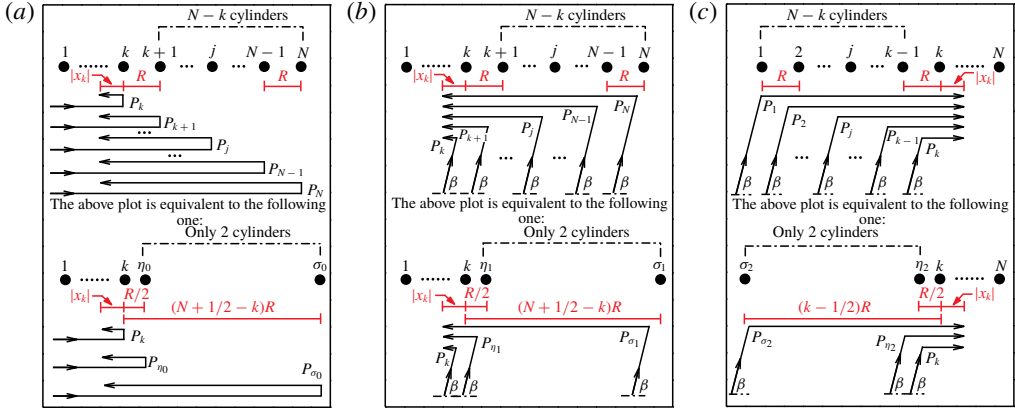 (a)
N − k cylinders
1 k k + 1 j N − 1 N
|x_k| R R
P_k
P_{k+1}
P_j
P_{N−1}
P_N
The above plot is equivalent to the following
one:
Only 2 cylinders
1 k η_0 σ_0
|x_k| R/2 (N + 1/2 − k)R
P_k
P_{η_0}
P_{σ_0}
(b)
N − k cylinders
1 k k + 1 j N − 1 N
|x_k| R R
P_k P_{k+1} P_j P_{N−1} P_N
β β β β β
The above plot is equivalent to the following
one:
Only 2 cylinders
1 k η_1 σ_1
|x_k| R/2 (N + 1/2 − k)R
P_k P_{η_1} P_{σ_1}
β β β
(c)
N − k cylinders
1 2 j k − 1 k N
R R |x_k|
P_1 P_2 P_j P_{k−1} P_k
β β β β β
The above plot is equivalent to the following
one:
Only 2 cylinders
σ_2 η_2 k N
(k − 1/2)R R/2 |x_k|
P_{σ_2} P_{η_2} P_k
β β β